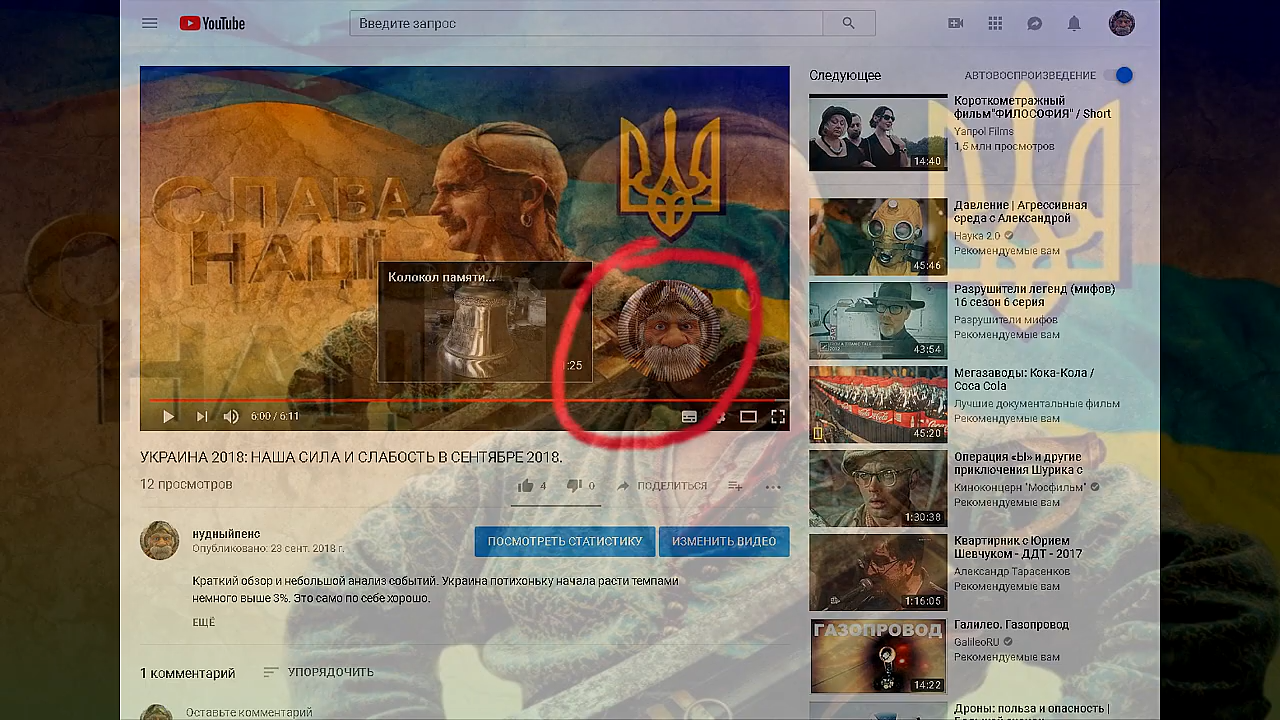 YouTube
Введите запрос
СЛАВА
НАЦІЇ
Колокол памяти...
:25
6:00 / 6:11
УКРАИНА 2018: НАША СИЛА И СЛАБОСТЬ В СЕНТЯБРЕ 2018.
12 просмотров
4
0
ПОДЕЛИТЬСЯ
нудныйпенс
Опубликовано: 23 сент. 2018 г.
ПОСМОТРЕТЬ СТАТИСТИКУ
ИЗМЕНИТЬ ВИДЕО
Краткий обзор и небольшой анализ событий. Украина потихоньку начала расти темпами
немного выше 3%. Это само по себе хорошо.
ЕЩЁ
1 комментарий
УПОРЯДОЧИТЬ
Оставьте комментарий
Следующее
АВТОВОСПРОИЗВЕДЕНИЕ
Короткометражный
фильм"ФИЛОСОФИЯ" / Short
Yanpol Films
1,5 млн просмотров
14:40
Давление | Агрессивная
среда с Александрой
Наука 2.0
Рекомендуемые вам
45:46
Разрушители легенд (мифов)
16 сезон 6 серия
Разрушители мифов
Рекомендуемые вам
43:54
Мегазаводы: Кока-Кола /
Coca Cola
Лучшие документальные фильм
Рекомендуемые вам
45:20
Операция «Ы» и другие
приключения Шурика с
Киноконцерн "Мосфильм"
Рекомендуемые вам
1:30:38
Квартирник с Юрием
Шевчуком - ДДТ - 2017
Александр Тарасенков
Рекомендуемые вам
1:16:05
Галилео. Газопровод
GalileoRU
Рекомендуемые вам
ГАЗОПРОВОД
14:22
Дроны: польза и опасность |